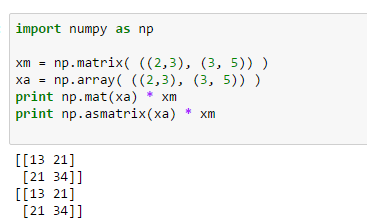 import numpy as np
xm = np.matrix( ((2,3), (3, 5)) )
xa = np.array( ((2,3), (3, 5)) )
print np.mat(xa) * xm
print np.asmatrix(xa) * xm
[[13 21]
 [21 34]]
[[13 21]
 [21 34]]